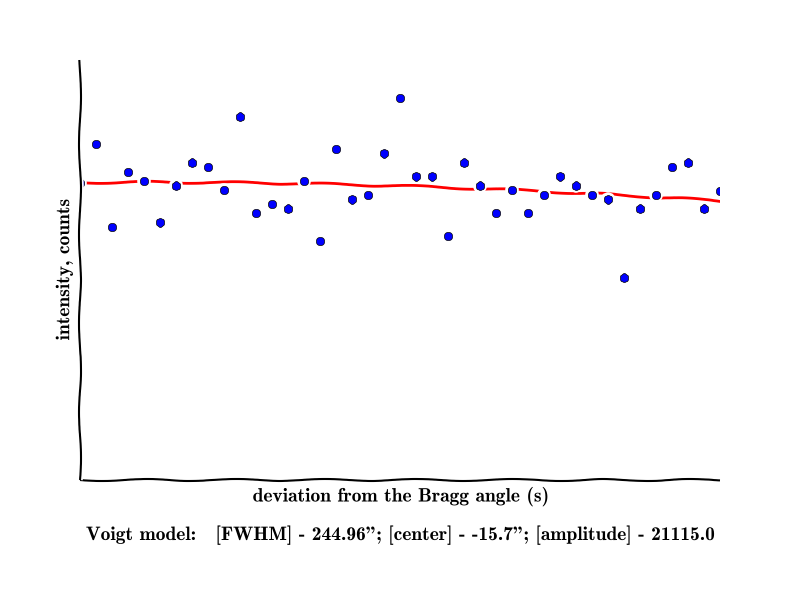 intensity, counts
deviation from the Bragg angle (s)
Voigt model: [FWHM] - 244.96”; [center] - -15.7”; [amplitude] - 21115.0